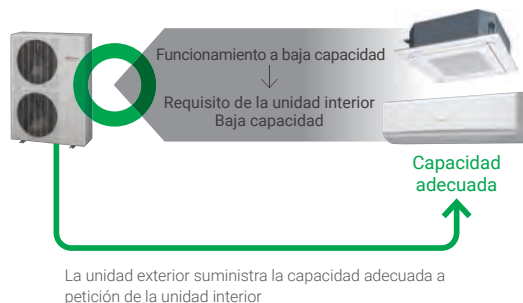 Funcionamiento a baja capacidad
Requisito de la unidad interior
Baja capacidad
Capacidad
adecuada
La unidad exterior suministra la capacidad adecuada a
petición de la unidad interior